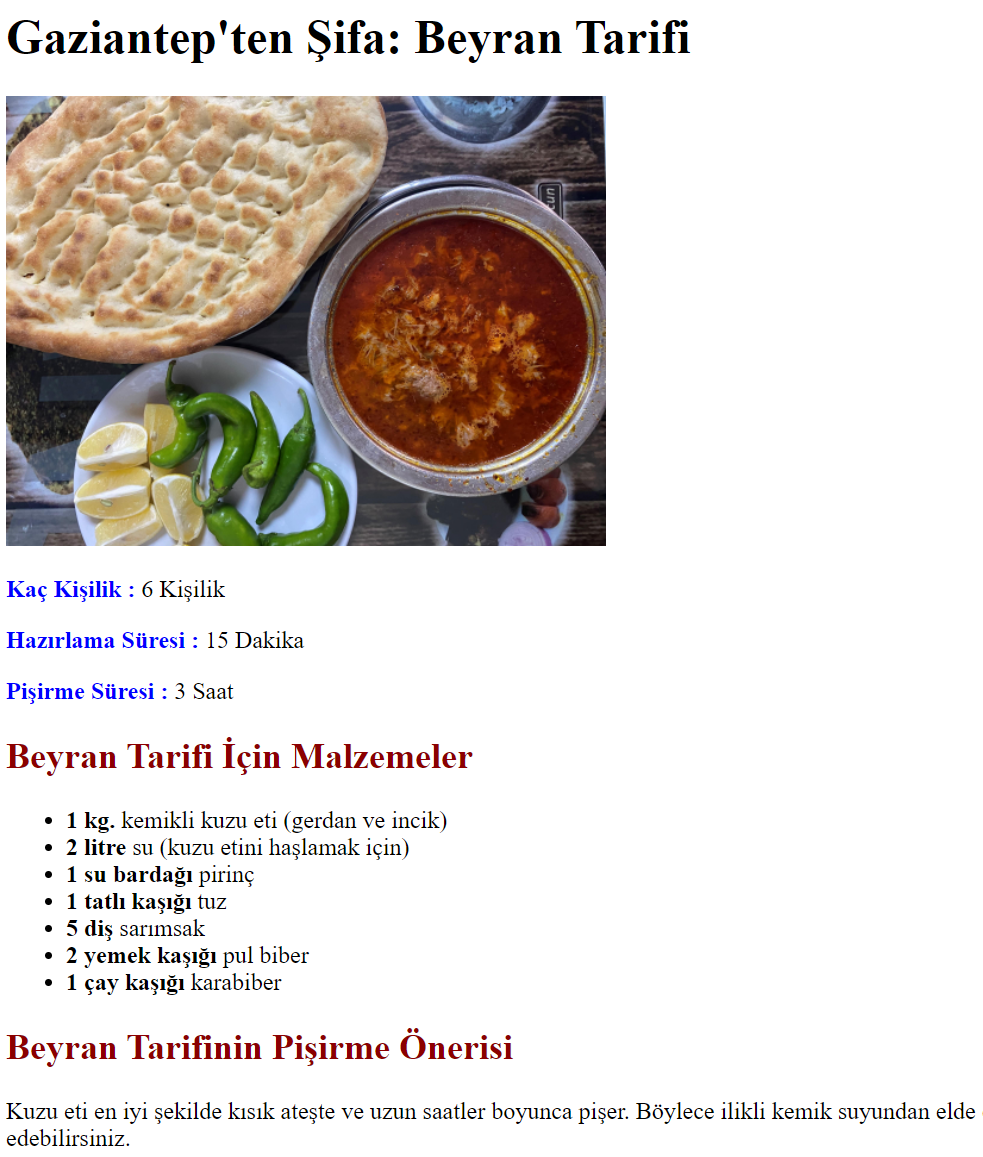 Gaziantep'ten Şifa: Beyran Tarifi
Kaç Kişilik : 6 Kişilik
Hazırlama Süresi : 15 Dakika
Pişirme Süresi : 3 Saat
Beyran Tarifi İçin Malzemeler
1 kg. kemikli kuzu eti (gerdan ve incik)
2 litre su (kuzu etini haşlamak için)
1 su bardağı pirinç
1 tatlı kaşığı tuz
5 diş sarımsak
2 yemek kaşığı pul biber
1 çay kaşığı karabiber
Beyran Tarifinin Pişirme Önerisi
Kuzu eti en iyi şekilde kısık ateşte ve uzun saatler boyunca pişer. Böylece ilikli kemik suyundan elde
edebilirsiniz.